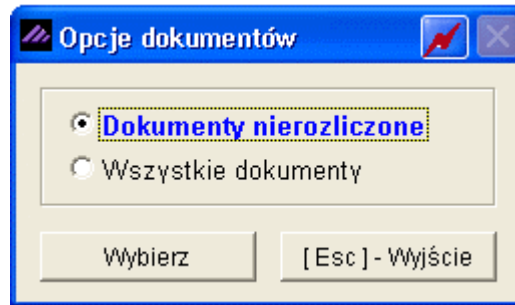 Opcje dokumentów
Dokumenty nierozliczone
Wszystkie dokumenty
Wybierz
[ Esc ] - Wyjście